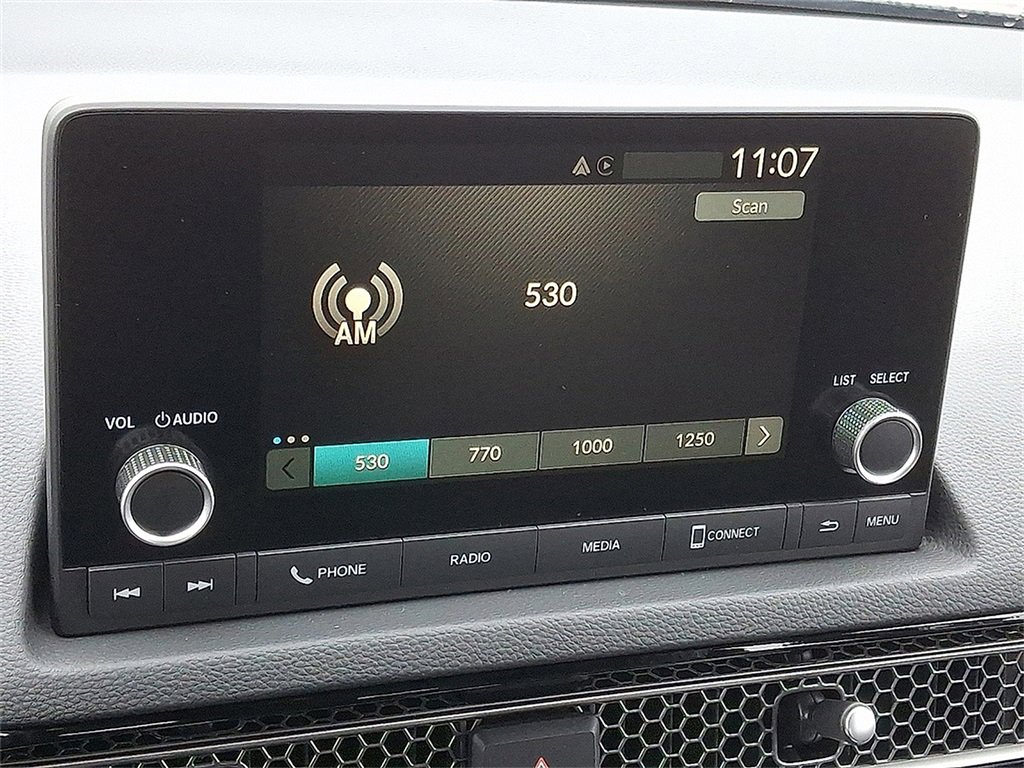 11:07
Scan
AM
530
LIST SELECT
VOL AUDIO
530 770 1000 1250
PHONE RADIO MEDIA CONNECT MENU